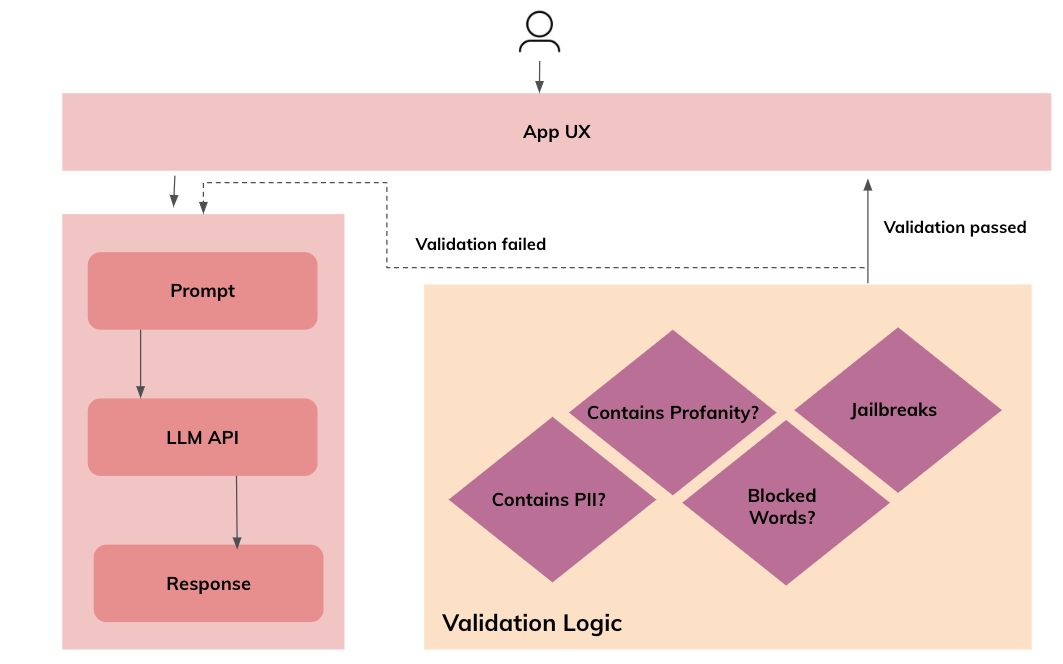 App UX
Validation passed
Validation failed
Prompt
LLM API
Response
Contains Profanity?
Jailbreaks
Contains PII?
Blocked
Words?
Validation Logic